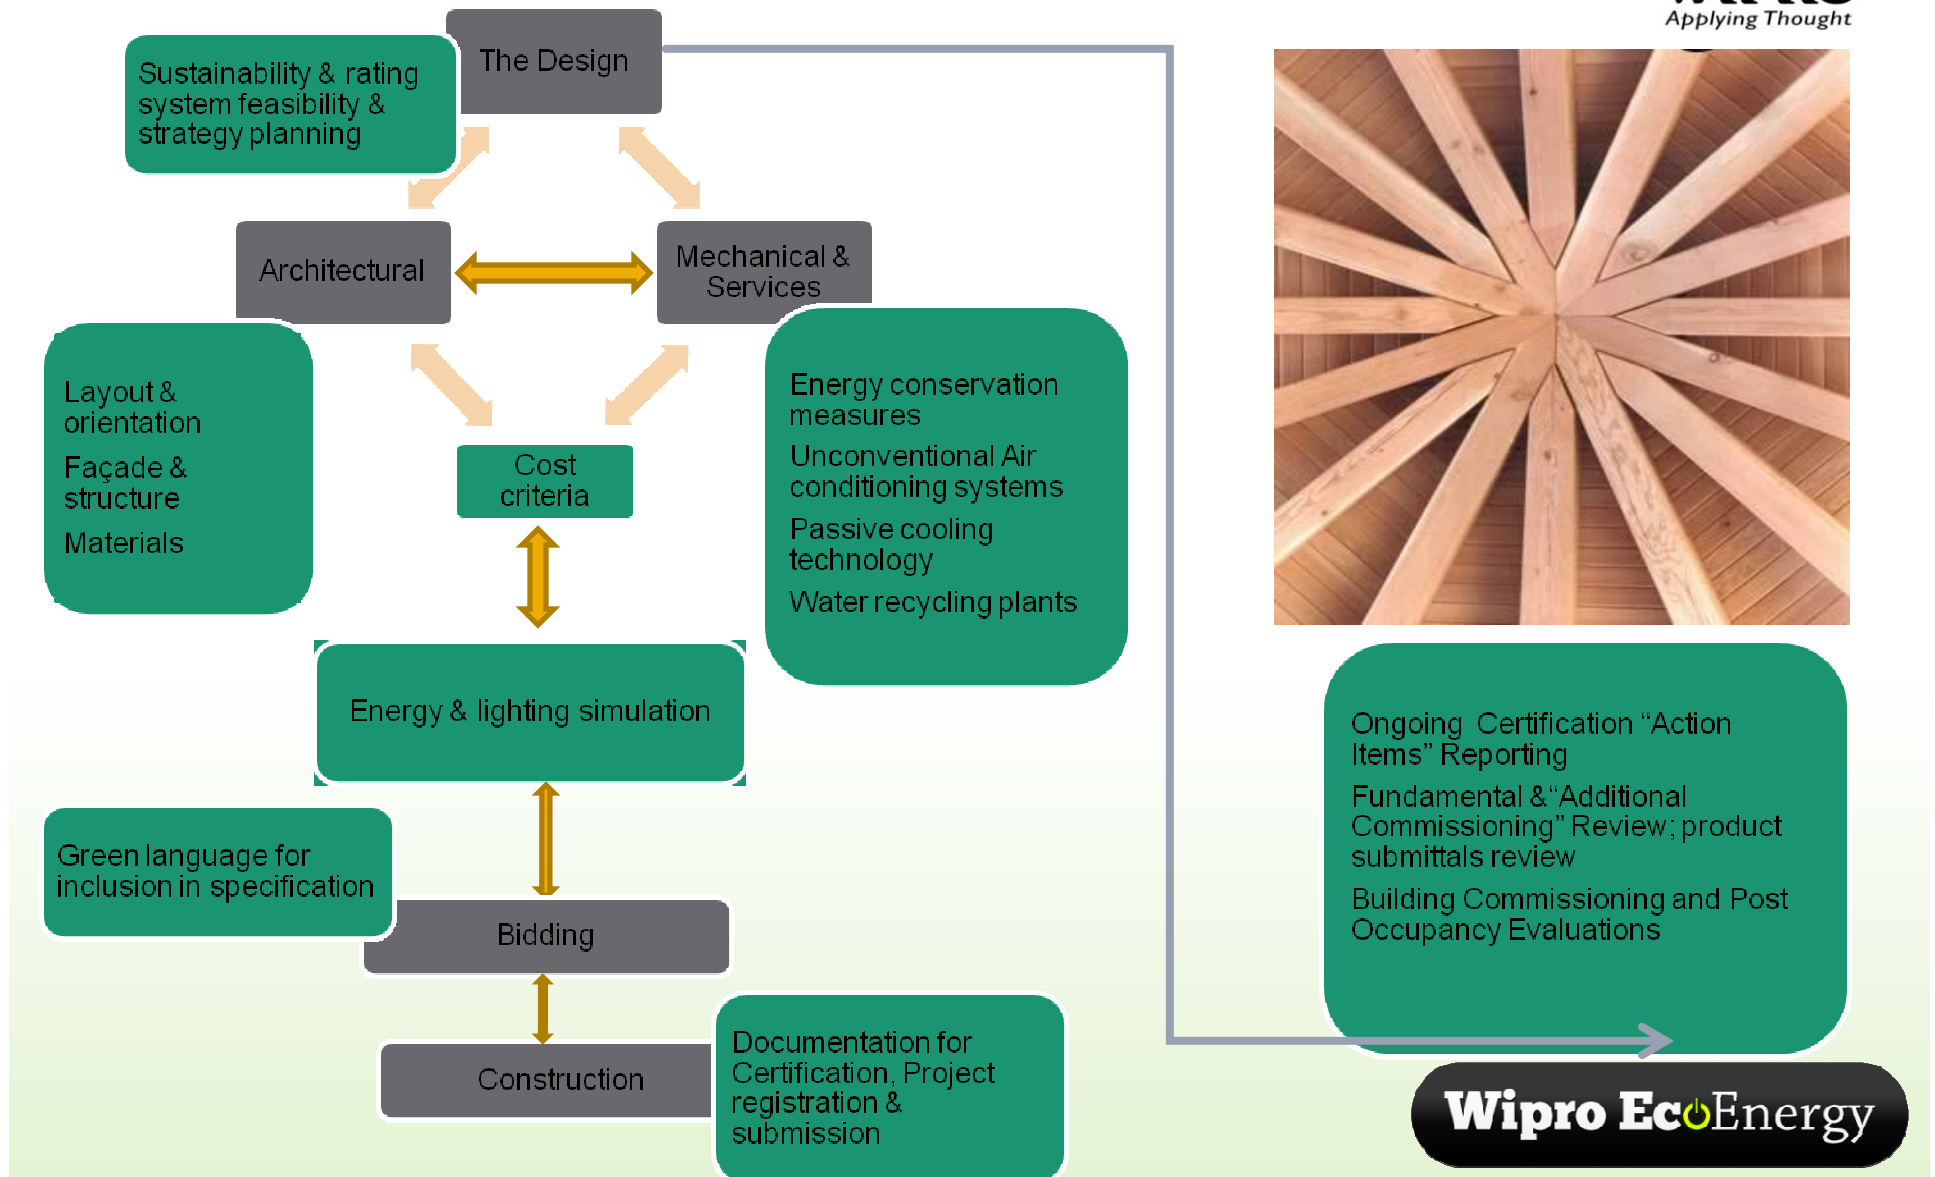 Applying Thought
The Design
Sustainability & rating
system feasibility &
strategy planning
Architectural
Mechanical &
Services
Layout &
orientation
Façade &
structure
Materials
Energy conservation
measures
Unconventional Air
conditioning systems
Passive cooling
technology
Water recycling plants
Cost
criteria
Energy & lighting simulation
Green language for
inclusion in specification
Bidding
Construction
Documentation for
Certification, Project
registration &
submission
Ongoing  Certification “Action
Items” Reporting
Fundamental &“Additional
Commissioning” Review; product
submittals review
Building Commissioning and Post
Occupancy Evaluations
Wipro EcoEnergy